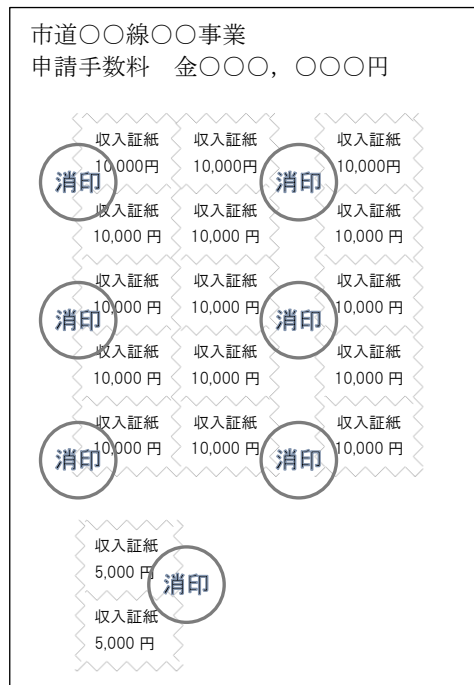 市道○○線○○事業
申請手数料　金○○○，○○○円
収入証紙 収入証紙 収入証紙
10,000円 10,000円 10,000円
消印 消印
収入証紙 収入証紙 収入証紙
10,000 円 10,000 円 10,000 円
収入証紙 収入証紙 収入証紙
10,000 円 10,000 円 10,000 円
消印 消印
収入証紙 収入証紙 収入証紙
10,000 円 10,000 円 10,000 円
収入証紙 収入証紙 収入証紙
10,000 円 10,000 円 10,000 円
消印 消印
収入証紙
5,000 円
消印
収入証紙
5,000 円